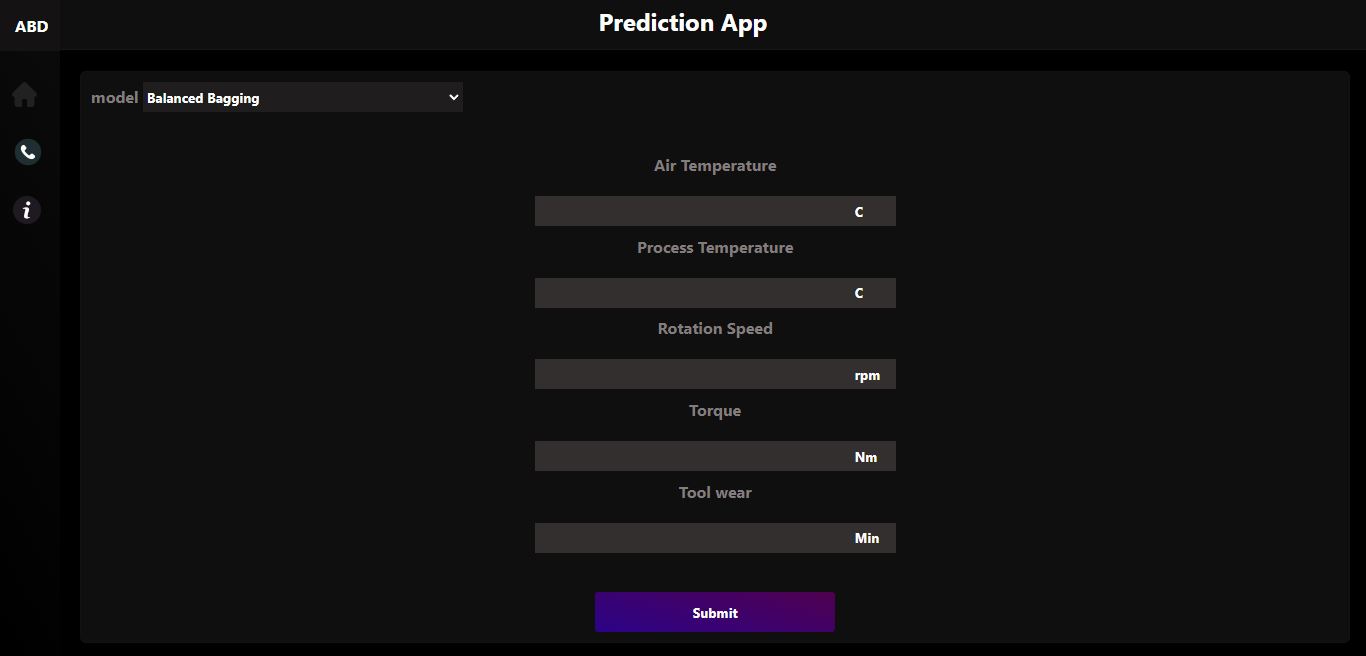 ABD
Prediction App
model Balanced Bagging
Air Temperature
C
Process Temperature
C
Rotation Speed
rpm
Torque
Nm
Tool wear
Min
Submit